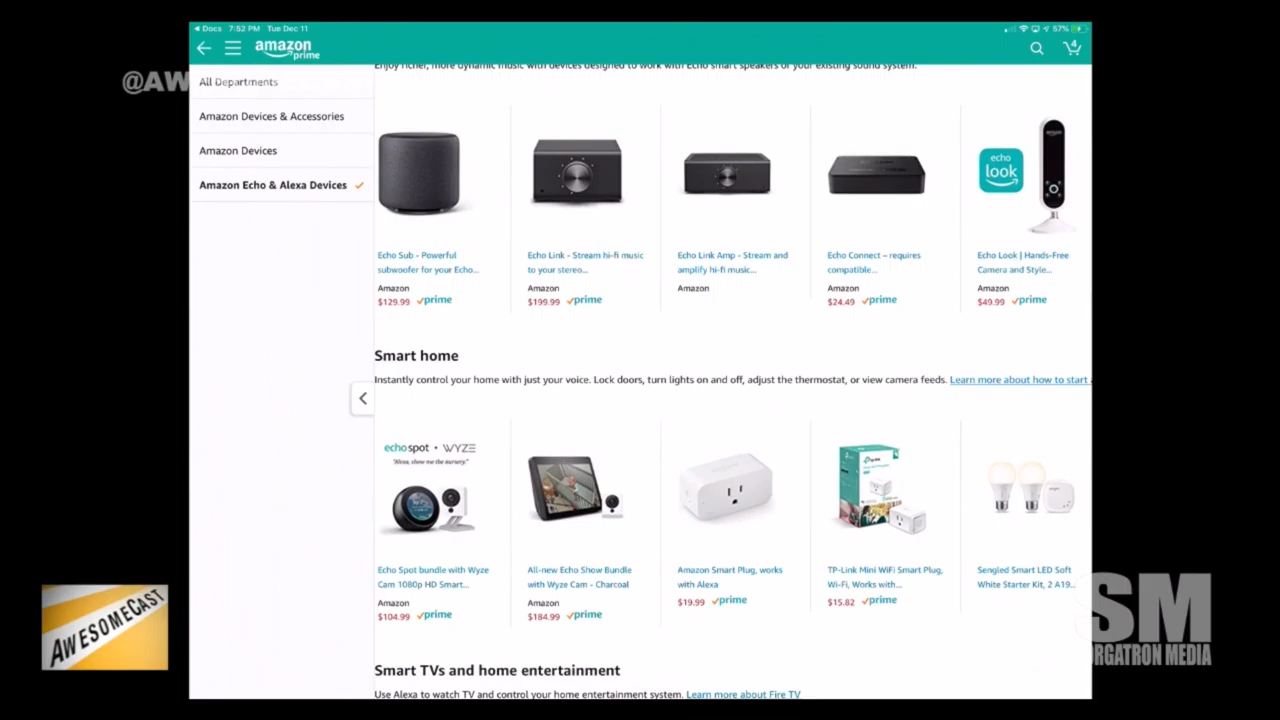 Docs 7:52 PM Tue Dec 11
57%
amazon
prime
4
@AW
All Departments
Amazon Devices & Accessories
Amazon Devices
Amazon Echo & Alexa Devices
Enjoy richer, more dynamic music with devices designed to work with Echo smart speakers or your existing sound system.
echo
look
Echo Sub - Powerful
subwoofer for your Echo...
Amazon
$129.99 prime
Echo Link - Stream hi-fi music
to your stereo...
Amazon
$199.99 prime
Echo Link Amp - Stream and
amplify hi-fi music...
Amazon
Echo Connect – requires
compatible...
Amazon
$24.49 prime
Echo Look | Hands-Free
Camera and Style...
Amazon
$49.99 prime
Smart home
Instantly control your home with just your voice. Lock doors, turn lights on and off, adjust the thermostat, or view camera feeds. Learn more about how to start
echo spot • WYZE
"Alexa, show me the nursery."
tp-link
Echo Spot bundle with Wyze
Cam 1080p HD Smart...
Amazon
$104.99 prime
All-new Echo Show Bundle
with Wyze Cam - Charcoal
Amazon
$184.99 prime
Amazon Smart Plug, works
with Alexa
$19.99 prime
TP-Link Mini WiFi Smart Plug,
Wi-Fi, Works with...
$15.82 prime
Sengled Smart LED Soft
White Starter Kit, 2 A19...
Smart TVs and home entertainment
Use Alexa to watch TV and control your home entertainment system. Learn more about Fire TV
AWESOMECAST
SM
ORGATRON MEDIA